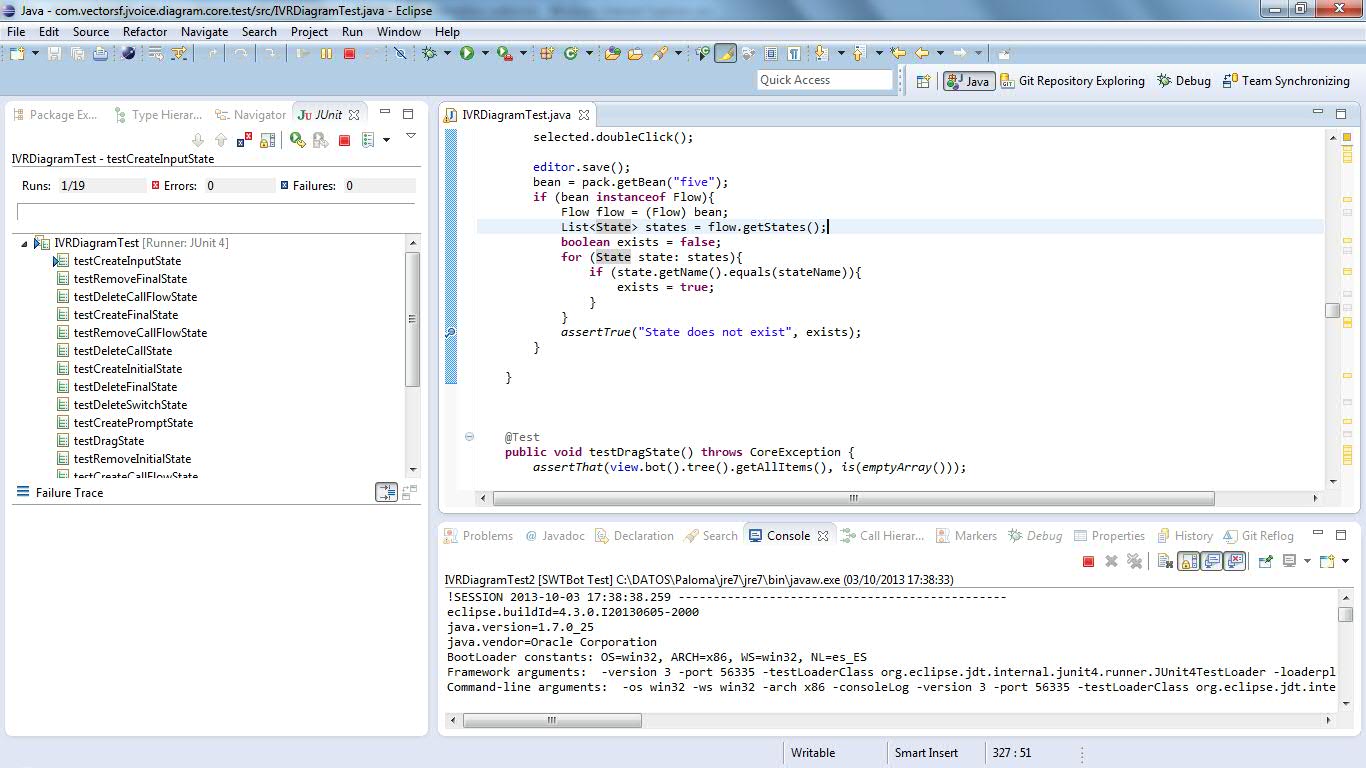 Java - com.vectorsf.jvoice.diagram.core.test/src/IVRDiagramTest.java - Eclipse
File Edit Source Refactor Navigate Search Project Run Window Help
Quick Access
Java Git Repository Exploring Debug Team Synchronizing
Package Ex... Type Hierar... Navigator JUnit
IVRDiagramTest - testCreateInputState
Runs: 1/19 Errors: 0 Failures: 0
IVRDiagramTest [Runner: JUnit 4]
testCreateInputState
testRemoveFinalState
testDeleteCallFlowState
testCreateFinalState
testRemoveCallFlowState
testDeleteCallState
testCreateInitialState
testDeleteFinalState
testDeleteSwitchState
testCreatePromptState
testDragState
testRemoveInitialState
testCreateCallFlowState
Failure Trace
IVRDiagramTest.java
selected.doubleClick();
editor.save();
bean = pack.getBean("five");
if (bean instanceof Flow){
Flow flow = (Flow) bean;
List<State> states = flow.getStates();
boolean exists = false;
for (State state: states){
if (state.getName().equals(stateName)){
exists = true;
}
}
assertTrue("State does not exist", exists);
}
}
@Test
public void testDragState() throws CoreException {
assertThat(view.bot().tree().getAllItems(), is(emptyArray()));
Problems @ Javadoc Declaration Search Console Call Hierar... Markers Debug Properties History Git Reflog
IVRDiagramTest2 [SWTBot Test] C:\DATOS\Paloma\jre7\jre7\bin\javaw.exe (03/10/2013 17:38:33)
!SESSION 2013-10-03 17:38:38.259 -----------------------------------------------
eclipse.buildId=4.3.0.I20130605-2000
java.version=1.7.0_25
java.vendor=Oracle Corporation
BootLoader constants: OS=win32, ARCH=x86, WS=win32, NL=es_ES
Framework arguments:  -version 3 -port 56335 -testLoaderClass org.eclipse.jdt.internal.junit4.runner.JUnit4TestLoader -loaderpl
Command-line arguments:  -os win32 -ws win32 -arch x86 -consoleLog -version 3 -port 56335 -testLoaderClass org.eclipse.jdt.inte
Writable Smart Insert 327 : 51